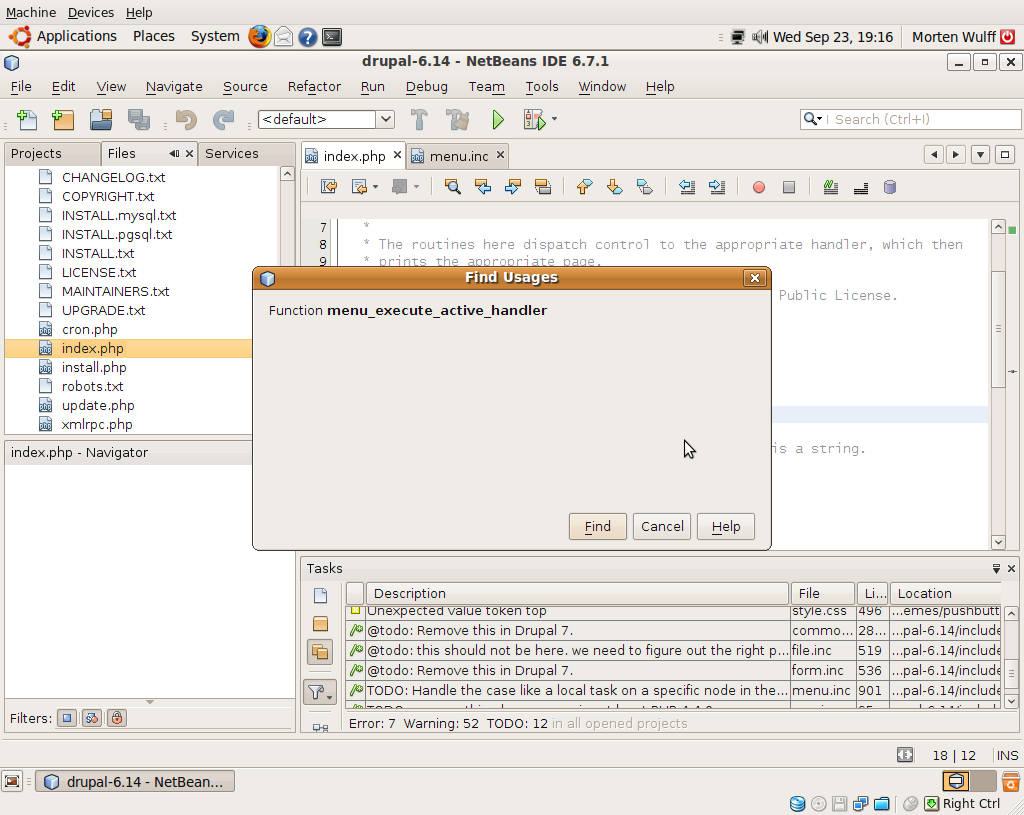 Machine Devices Help
Applications Places System Wed Sep 23, 19:16 Morten Wulff
drupal-6.14 - NetBeans IDE 6.7.1
File Edit View Navigate Source Refactor Run Debug Team Tools Window Help
<default> Search (Ctrl+I)
Projects Files Services
CHANGELOG.txt
COPYRIGHT.txt
INSTALL.mysql.txt
INSTALL.pgsql.txt
INSTALL.txt
LICENSE.txt
MAINTAINERS.txt
UPGRADE.txt
cron.php
index.php
install.php
robots.txt
update.php
xmlrpc.php
index.php - Navigator
Filters:
index.php menu.inc
7 *
8 * The routines here dispatch control to the appropriate handler, which then
9 * prints the appropriate page.
Public License.
is a string.
Find Usages
Function menu_execute_active_handler
Find Cancel Help
Tasks
Description File Li... Location
Unexpected value token top style.css 496 ...emes/pushbutt
@todo: Remove this in Drupal 7. commo... 28... ...pal-6.14/include
@todo: this should not be here. we need to figure out the right p... file.inc 519 ...pal-6.14/include
@todo: Remove this in Drupal 7. form.inc 536 ...pal-6.14/include
TODO: Handle the case like a local task on a specific node in the... menu.inc 901 ...pal-6.14/include
Error: 7 Warning: 52 TODO: 12 in all opened projects
18 | 12 INS
drupal-6.14 - NetBean...
Right Ctrl